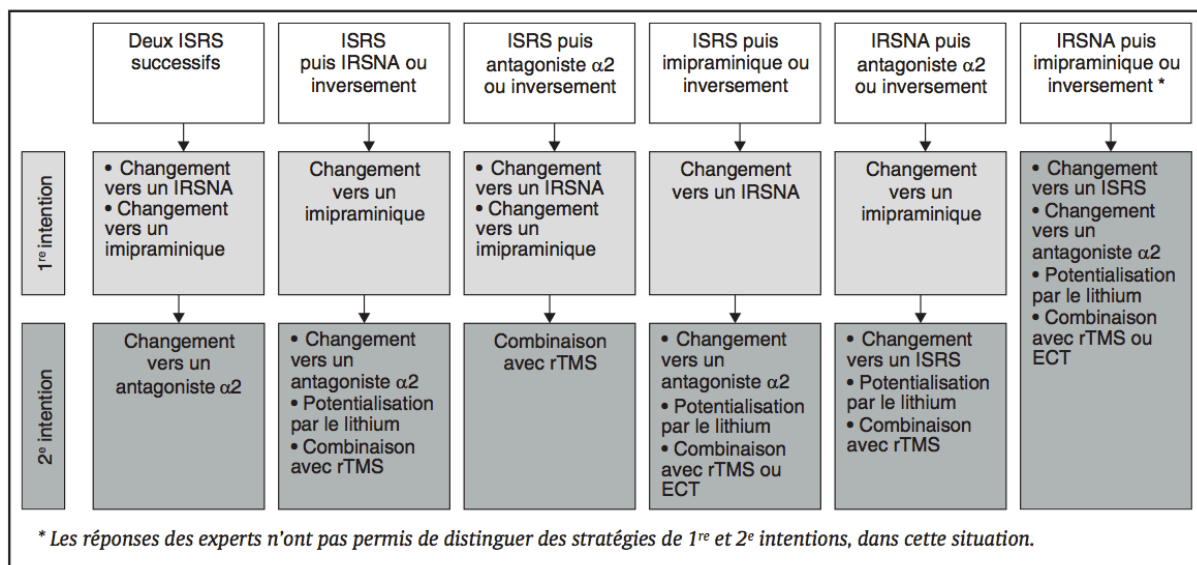 Deux ISRS
successifs
ISRS
puis IRSNA ou
inversement
ISRS puis
antagoniste α2
ou inversement
ISRS puis
imipraminique ou
inversement
IRSNA puis
antagoniste α2
ou inversement
IRSNA puis
imipraminique ou
inversement *
1re intention
• Changement
vers un IRSNA
• Changement
vers un
imipraminique
Changement
vers un
imipraminique
• Changement
vers un IRSNA
• Changement
vers un
imipraminique
Changement
vers un IRSNA
Changement
vers un
imipraminique
• Changement
vers un ISRS
• Changement
vers un
antagoniste α2
• Potentialisation
par le lithium
• Combinaison
avec rTMS ou
ECT
2e intention
Changement
vers un
antagoniste α2
• Changement
vers un
antagoniste α2
• Potentialisation
par le lithium
• Combinaison
avec rTMS
Combinaison
avec rTMS
• Changement
vers un
antagoniste α2
• Potentialisation
par le lithium
• Combinaison
avec rTMS ou
ECT
• Changement
vers un ISRS
• Potentialisation
par le lithium
• Combinaison
avec rTMS
* Les réponses des experts n'ont pas permis de distinguer des stratégies de 1re et 2e intentions, dans cette situation.